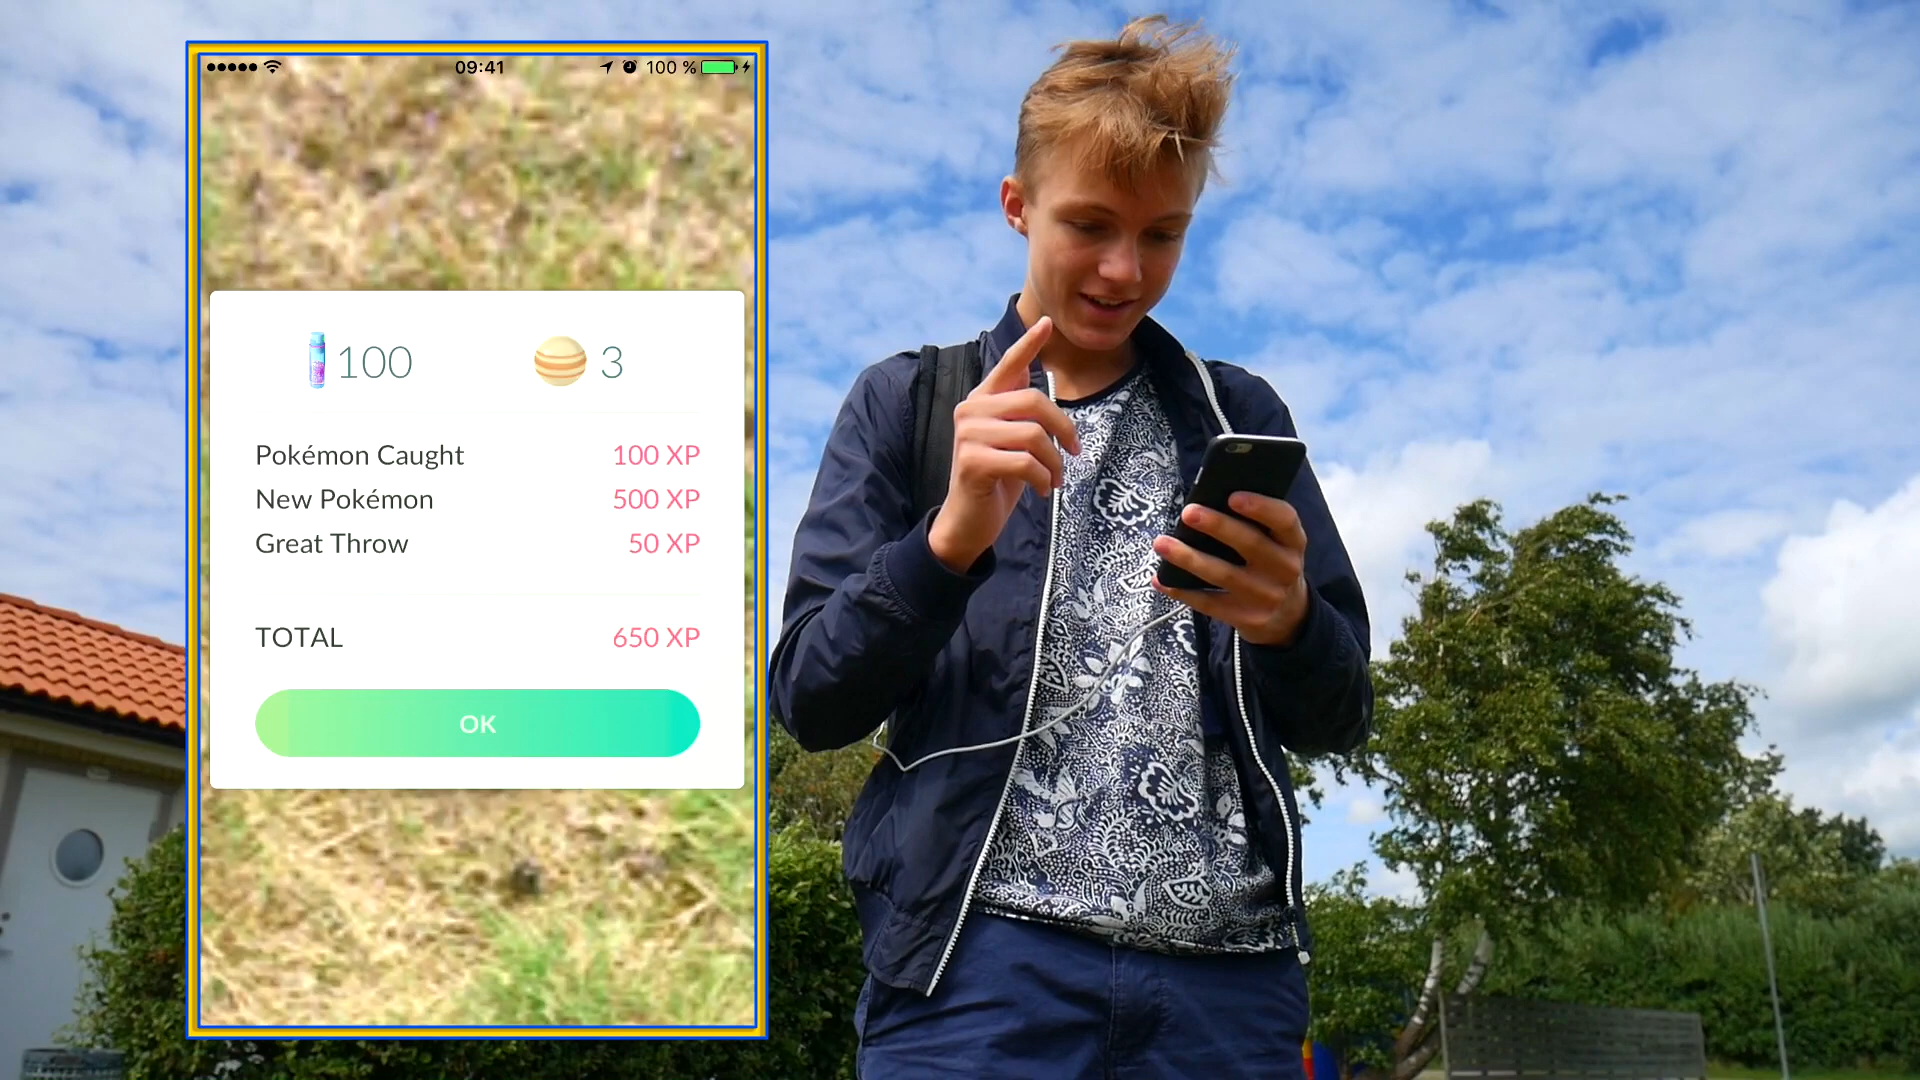 09:41 100 %
100 3
Pokémon Caught 100 XP
New Pokémon 500 XP
Great Throw 50 XP
TOTAL 650 XP
OK